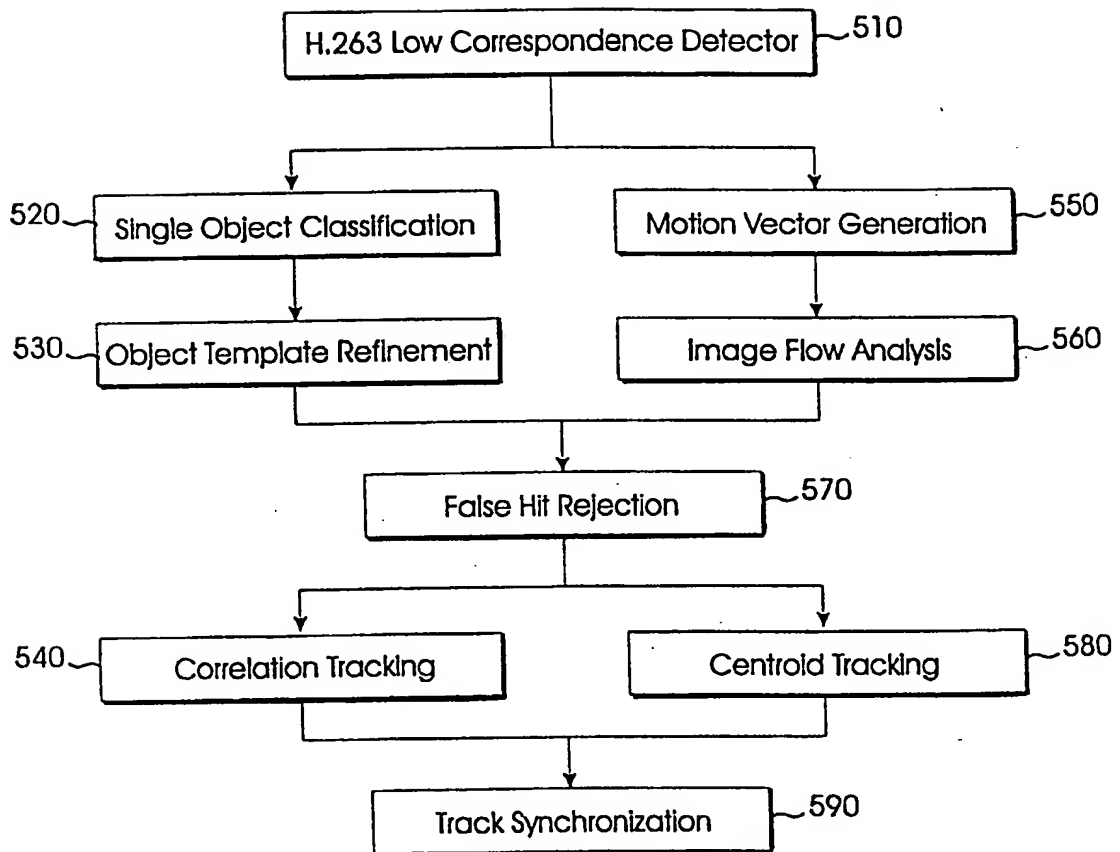 H.263 Low Correspondence Detector 510
520 Single Object Classification
Motion Vector Generation 550
530 Object Template Refinement
Image Flow Analysis 560
False Hit Rejection 570
540 Correlation Tracking
Centroid Tracking 580
Track Synchronization 590